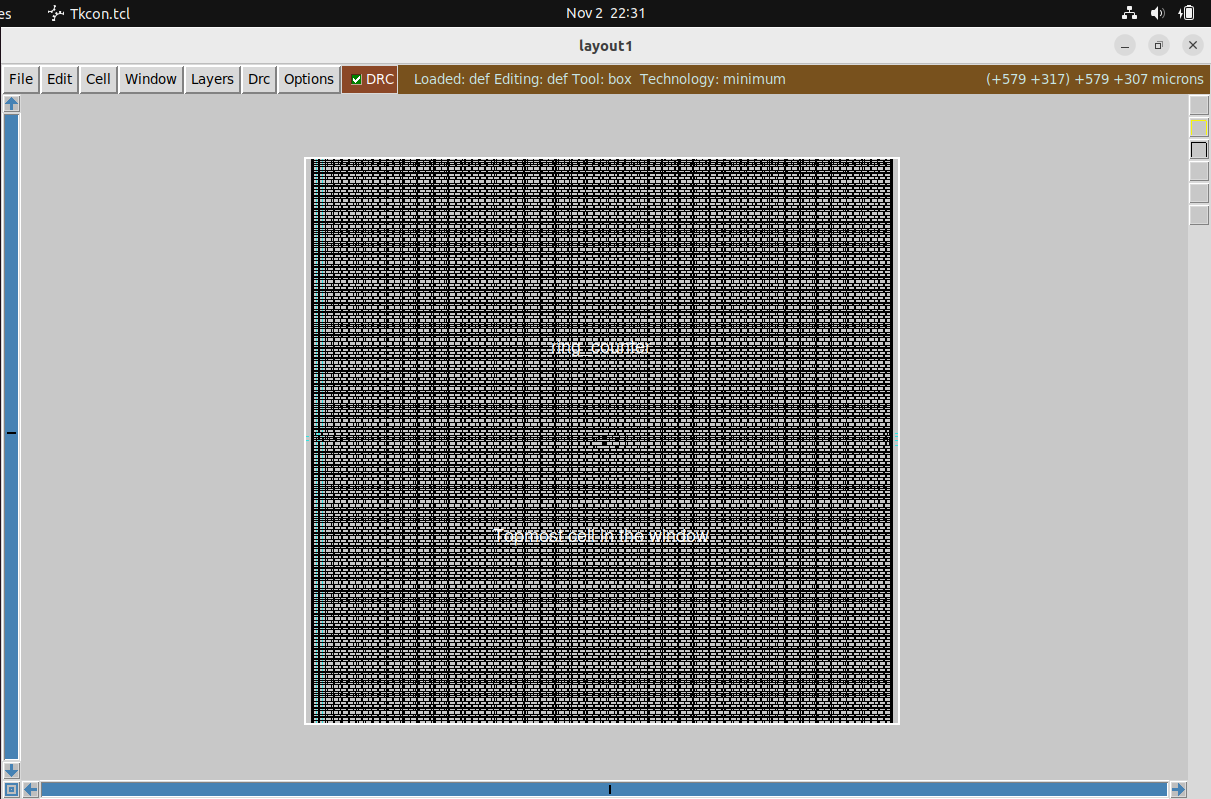 es Tkcon.tcl Nov 2 22:31
layout1
File Edit Cell Window Layers Drc Options DRC Loaded: def Editing: def Tool: box Technology: minimum (+579 +317) +579 +307 microns
ring_counter
Topmost cell in the window